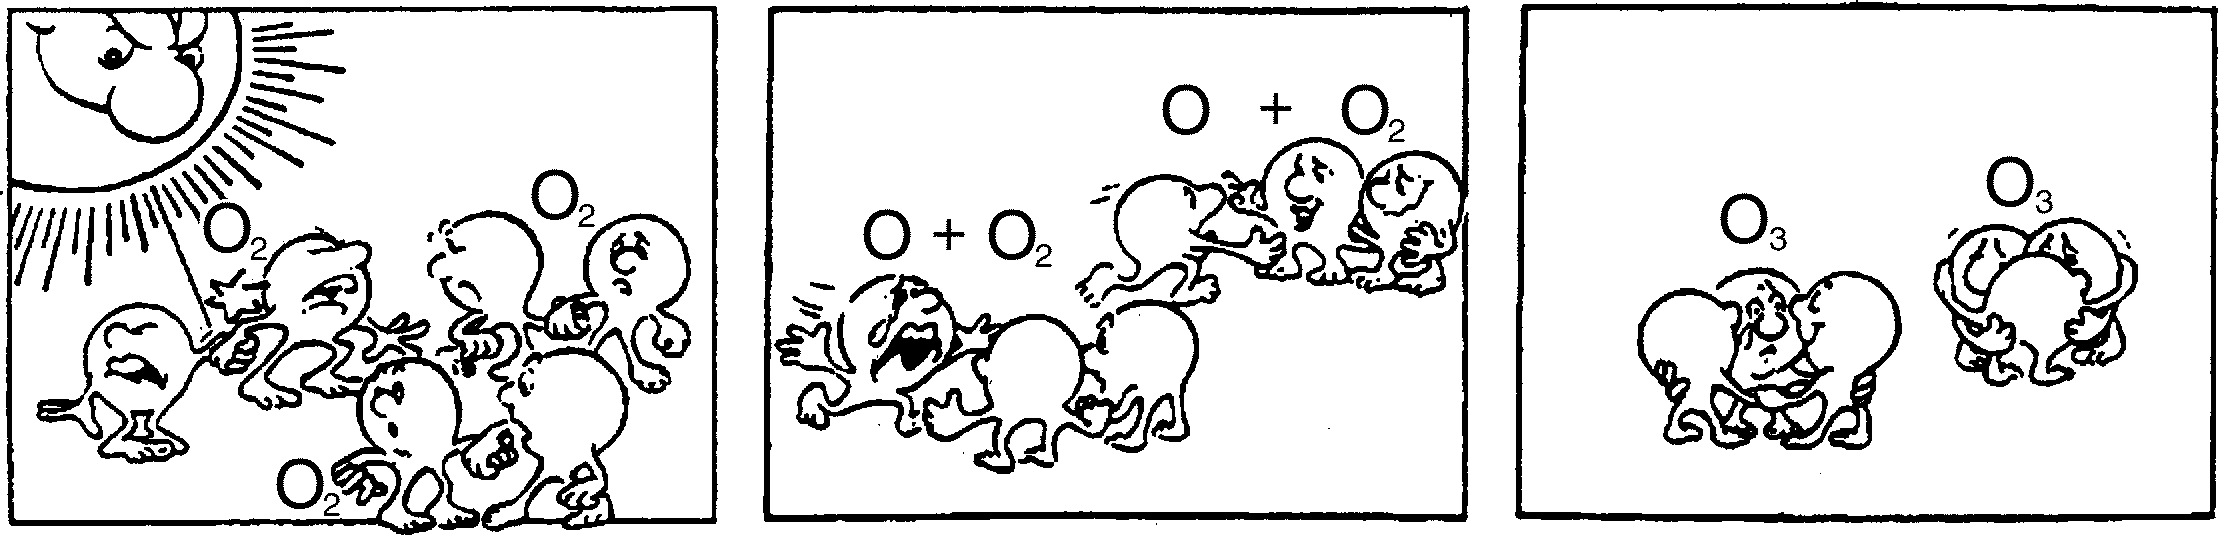 O₂
O₂
O₂
O + O₂
O + O₂
O₃
O₃